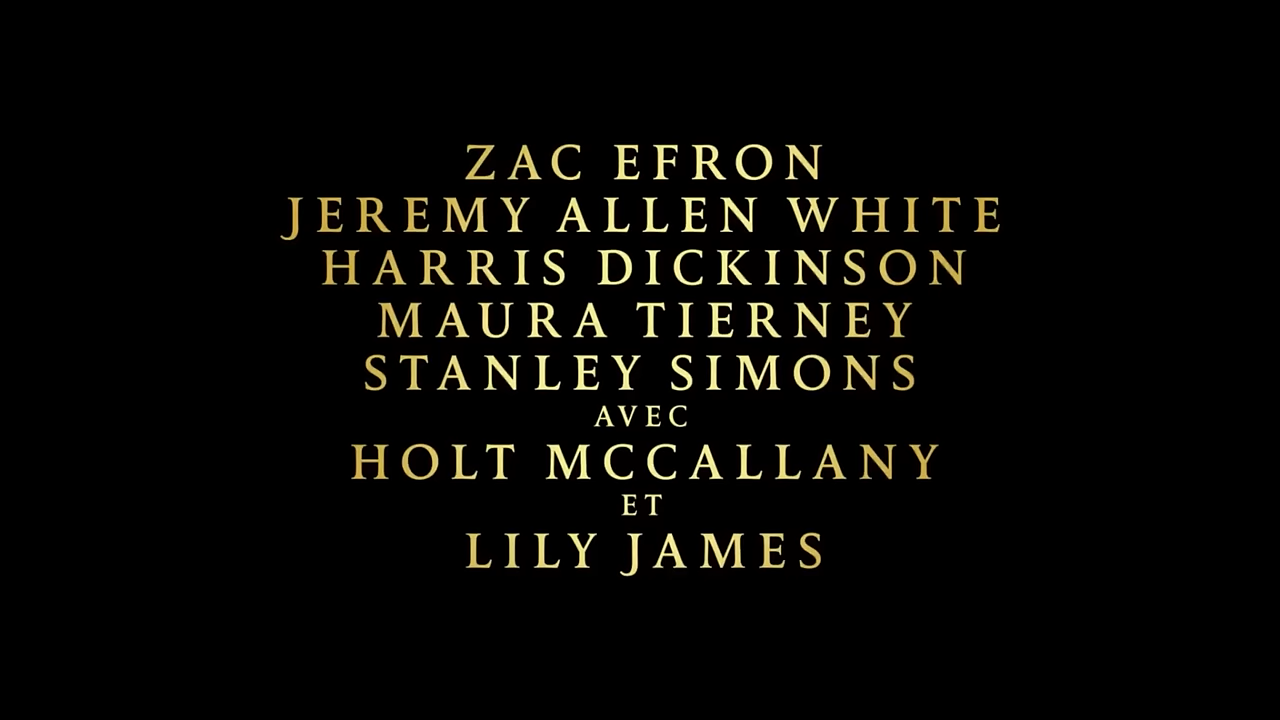 ZAC EFRON
JEREMY ALLEN WHITE
HARRIS DICKINSON
MAURA TIERNEY
STANLEY SIMONS
AVEC
HOLT MCCALLANY
ET
LILY JAMES